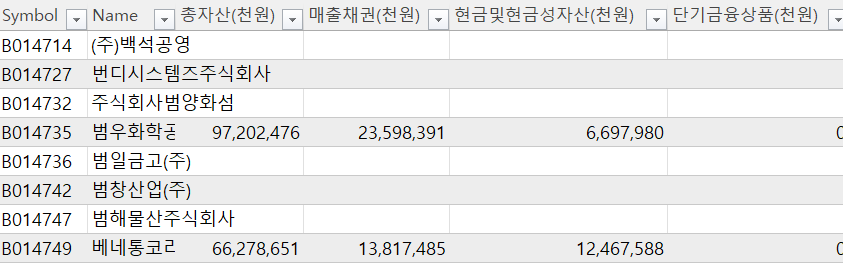 Symbol Name 총자산(천원) 매출채권(천원) 현금및현금성자산(천원) 단기금융상품(천원)
B014714 (주)백석공영
B014727 번디시스템즈주식회사
B014732 주식회사범양화섬
B014735 범우화학공 97,202,476 23,598,391 6,697,980 0
B014736 범일금고(주)
B014742 범창산업(주)
B014747 범해물산주식회사
B014749 베네통코리 66,278,651 13,817,485 12,467,588 0